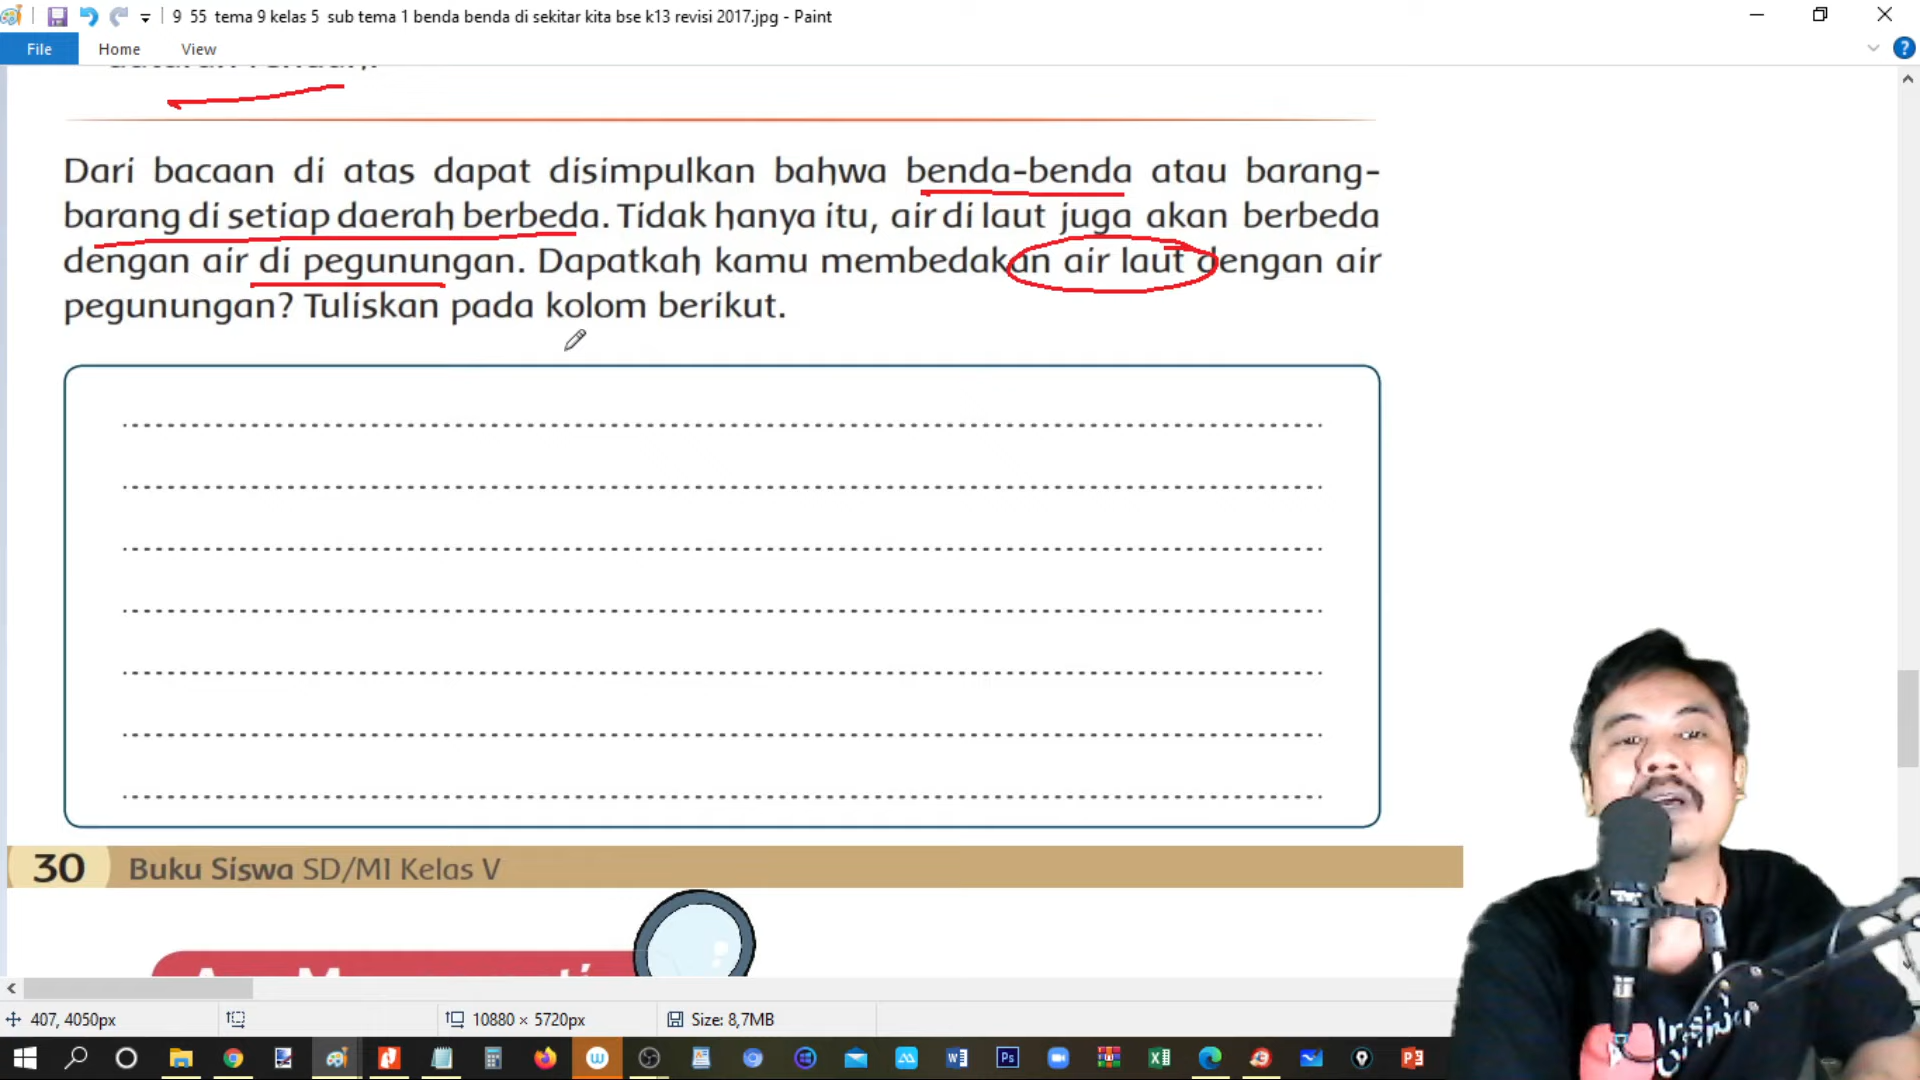 9 55 tema 9 kelas 5 sub tema 1 benda benda di sekitar kita bse k13 revisi 2017.jpg - Paint
File Home View
Dari bacaan di atas dapat disimpulkan bahwa benda-benda atau barang-
barang di setiap daerah berbeda. Tidak hanya itu, air di laut juga akan berbeda
dengan air di pegunungan. Dapatkah kamu membedakan air laut dengan air
pegunungan? Tuliskan pada kolom berikut.
30 Buku Siswa SD/MI Kelas V
407, 4050px
10880 × 5720px
Size: 8,7MB